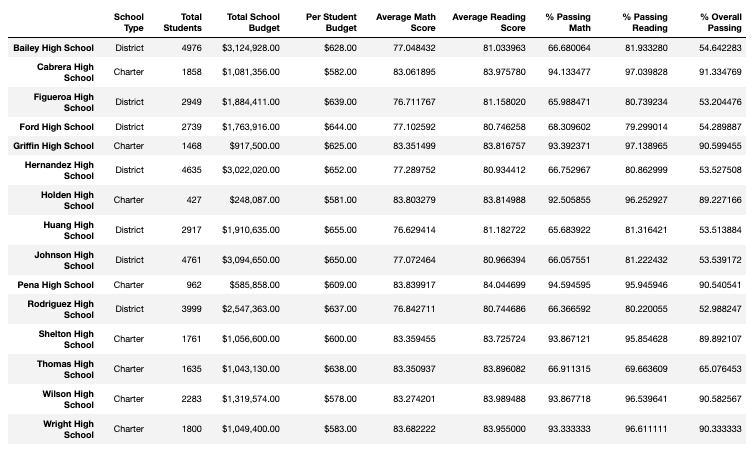 School Type Total Students Total School Budget Per Student Budget Average Math Score Average Reading Score % Passing Math % Passing Reading % Overall Passing
Bailey High School District 4976 $3,124,928.00 $628.00 77.048432 81.033963 66.680064 81.933280 54.642283
Cabrera High School Charter 1858 $1,081,356.00 $582.00 83.061895 83.975780 94.133477 97.039828 91.334769
Figueroa High School District 2949 $1,884,411.00 $639.00 76.711767 81.158020 65.988471 80.739234 53.204476
Ford High School District 2739 $1,763,916.00 $644.00 77.102592 80.746258 68.309602 79.299014 54.289887
Griffin High School Charter 1468 $917,500.00 $625.00 83.351499 83.816757 93.392371 97.138965 90.599455
Hernandez High School District 4635 $3,022,020.00 $652.00 77.289752 80.934412 66.752967 80.862999 53.527508
Holden High School Charter 427 $248,087.00 $581.00 83.803279 83.814988 92.505855 96.252927 89.227166
Huang High School District 2917 $1,910,635.00 $655.00 76.629414 81.182722 65.683922 81.316421 53.513884
Johnson High School District 4761 $3,094,650.00 $650.00 77.072464 80.966394 66.057551 81.222432 53.539172
Pena High School Charter 962 $585,858.00 $609.00 83.839917 84.044699 94.594595 95.945946 90.540541
Rodriguez High School District 3999 $2,547,363.00 $637.00 76.842711 80.744686 66.366592 80.220055 52.988247
Shelton High School Charter 1761 $1,056,600.00 $600.00 83.359455 83.725724 93.867121 95.854628 89.892107
Thomas High School Charter 1635 $1,043,130.00 $638.00 83.350937 83.896082 66.911315 69.663609 65.076453
Wilson High School Charter 2283 $1,319,574.00 $578.00 83.274201 83.989488 93.867718 96.539641 90.582567
Wright High School Charter 1800 $1,049,400.00 $583.00 83.682222 83.955000 93.333333 96.611111 90.333333